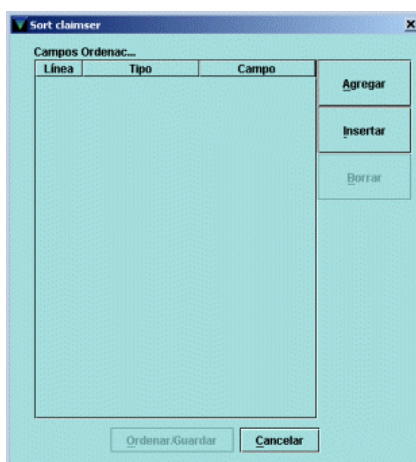 Sort claimser
Campos Ordenac...
Línea Tipo Campo
Agregar
Insertar
Borrar
Ordenar/Guardar Cancelar